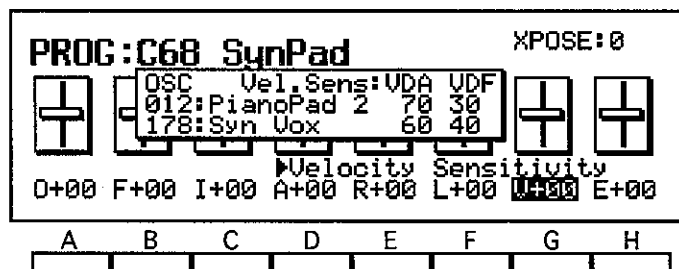 PROG:C68 SynPad XPOSE:0
OSC Vel.Sens:VDA VDF
012:PianoPad 2 70 30
178:Syn Vox 60 40
▶Velocity Sensitivity
O+00 F+00 I+00 A+00 R+00 L+00 V+00 E+00
A B C D E F G H